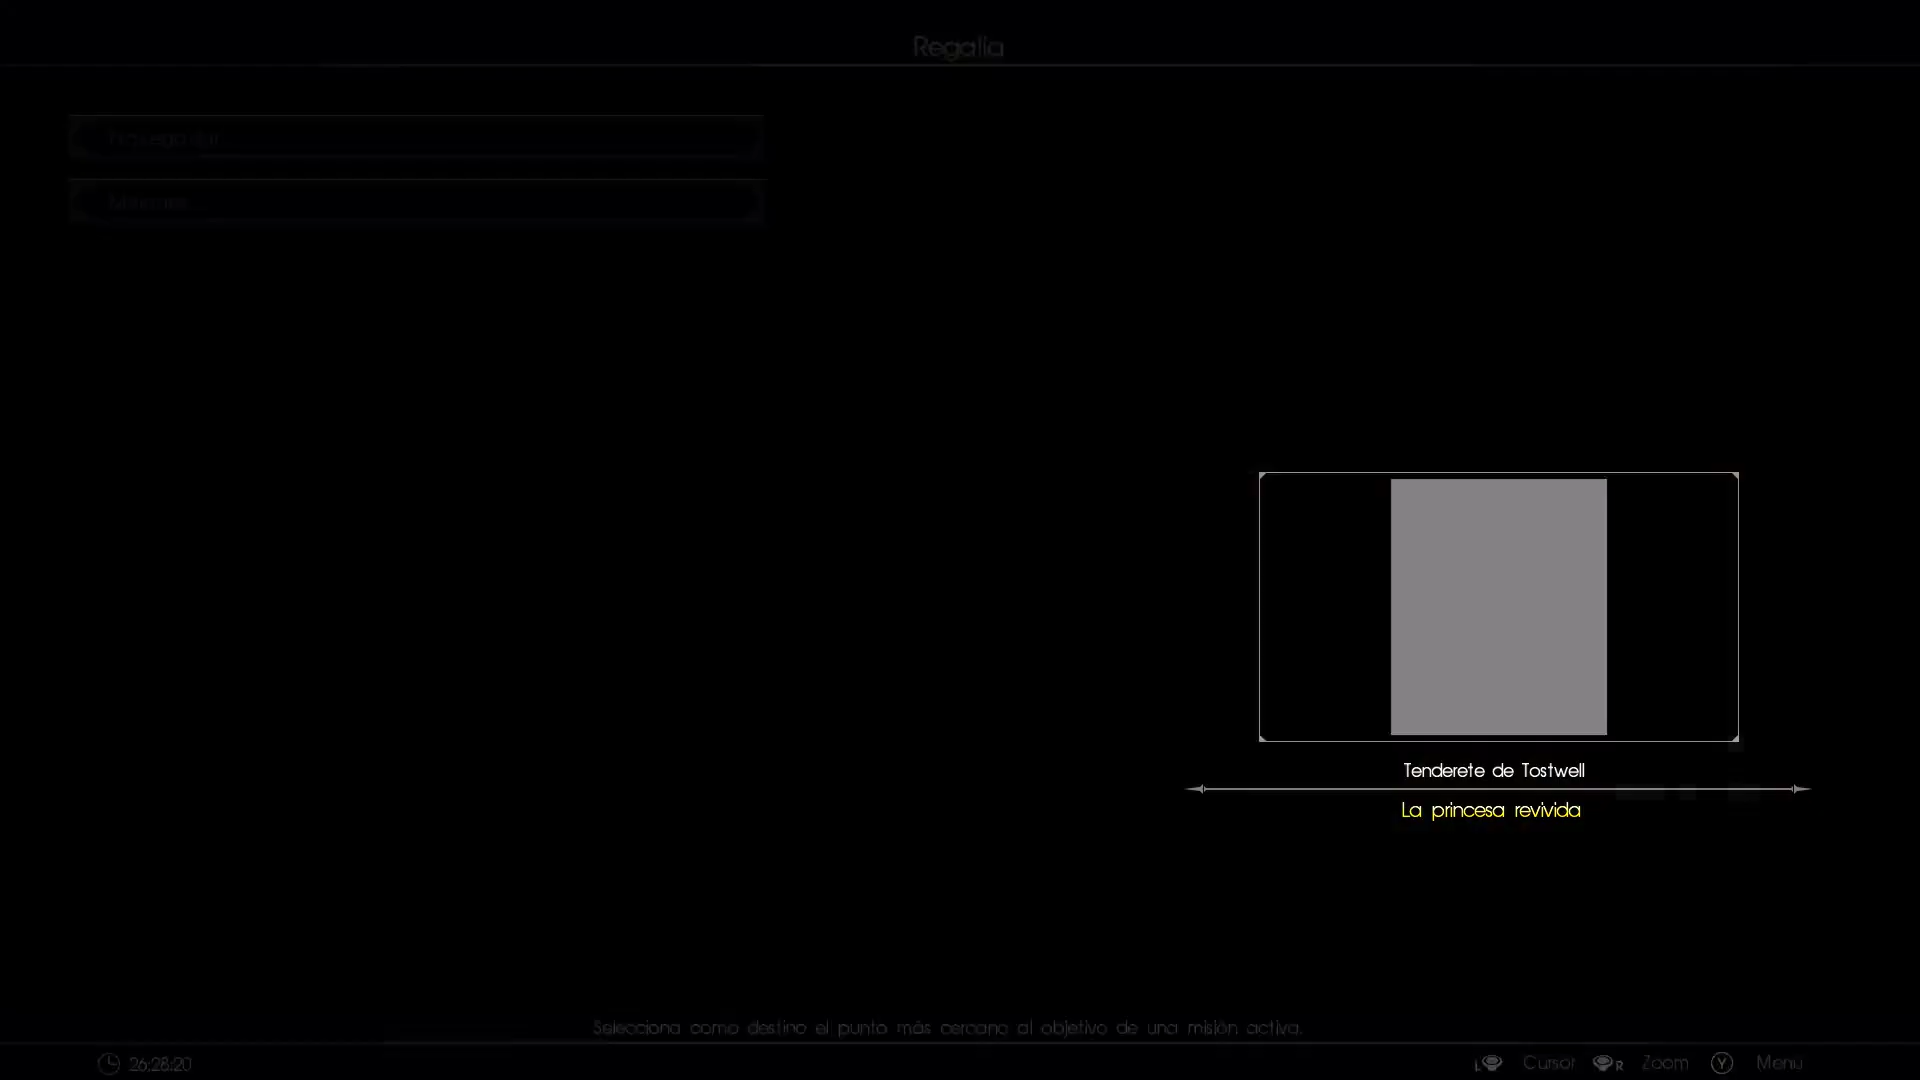 Regalia
Tenderete de Tostwell
La princesa revivida
Selecciona como destino el punto más cercano al objetivo de una misión activa.
26:28:20
L Cursor R Zoom Y Menú